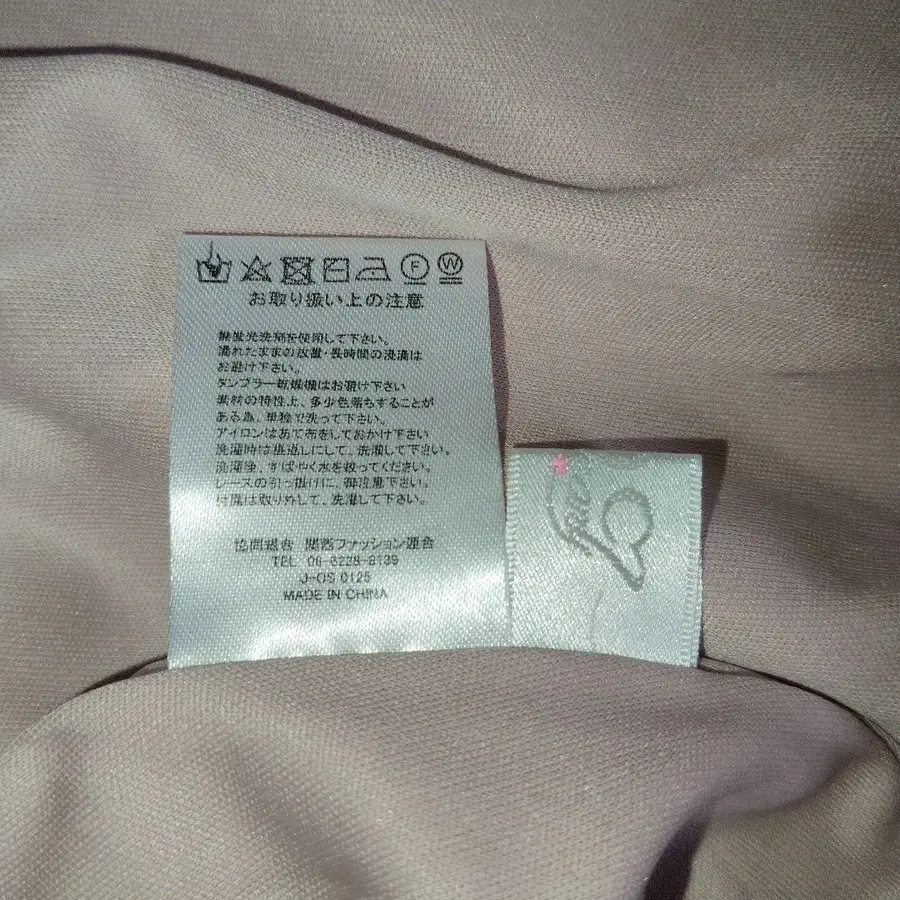 F W
お取り扱い上の注意
無蛍光洗剤を使用して下さい。
濡れたままの放置・長時間の浸漬は
お避け下さい。
タンブラー乾燥機はお避け下さい
素材の特性上、多少色落ちすることが
ある為、単独で洗って下さい。
アイロンはあて布をしておかけ下さい
洗濯時は裏返しにして、洗濯して下さい。
洗濯後、すばやく水を絞ってください。
レースの引っ掛けに、御注意下さい。
付属は取り外して、洗濯して下さい。
協同組合 関西ファッション連合
TEL 06-6228-8139
J-OS 0125
MADE IN CHINA